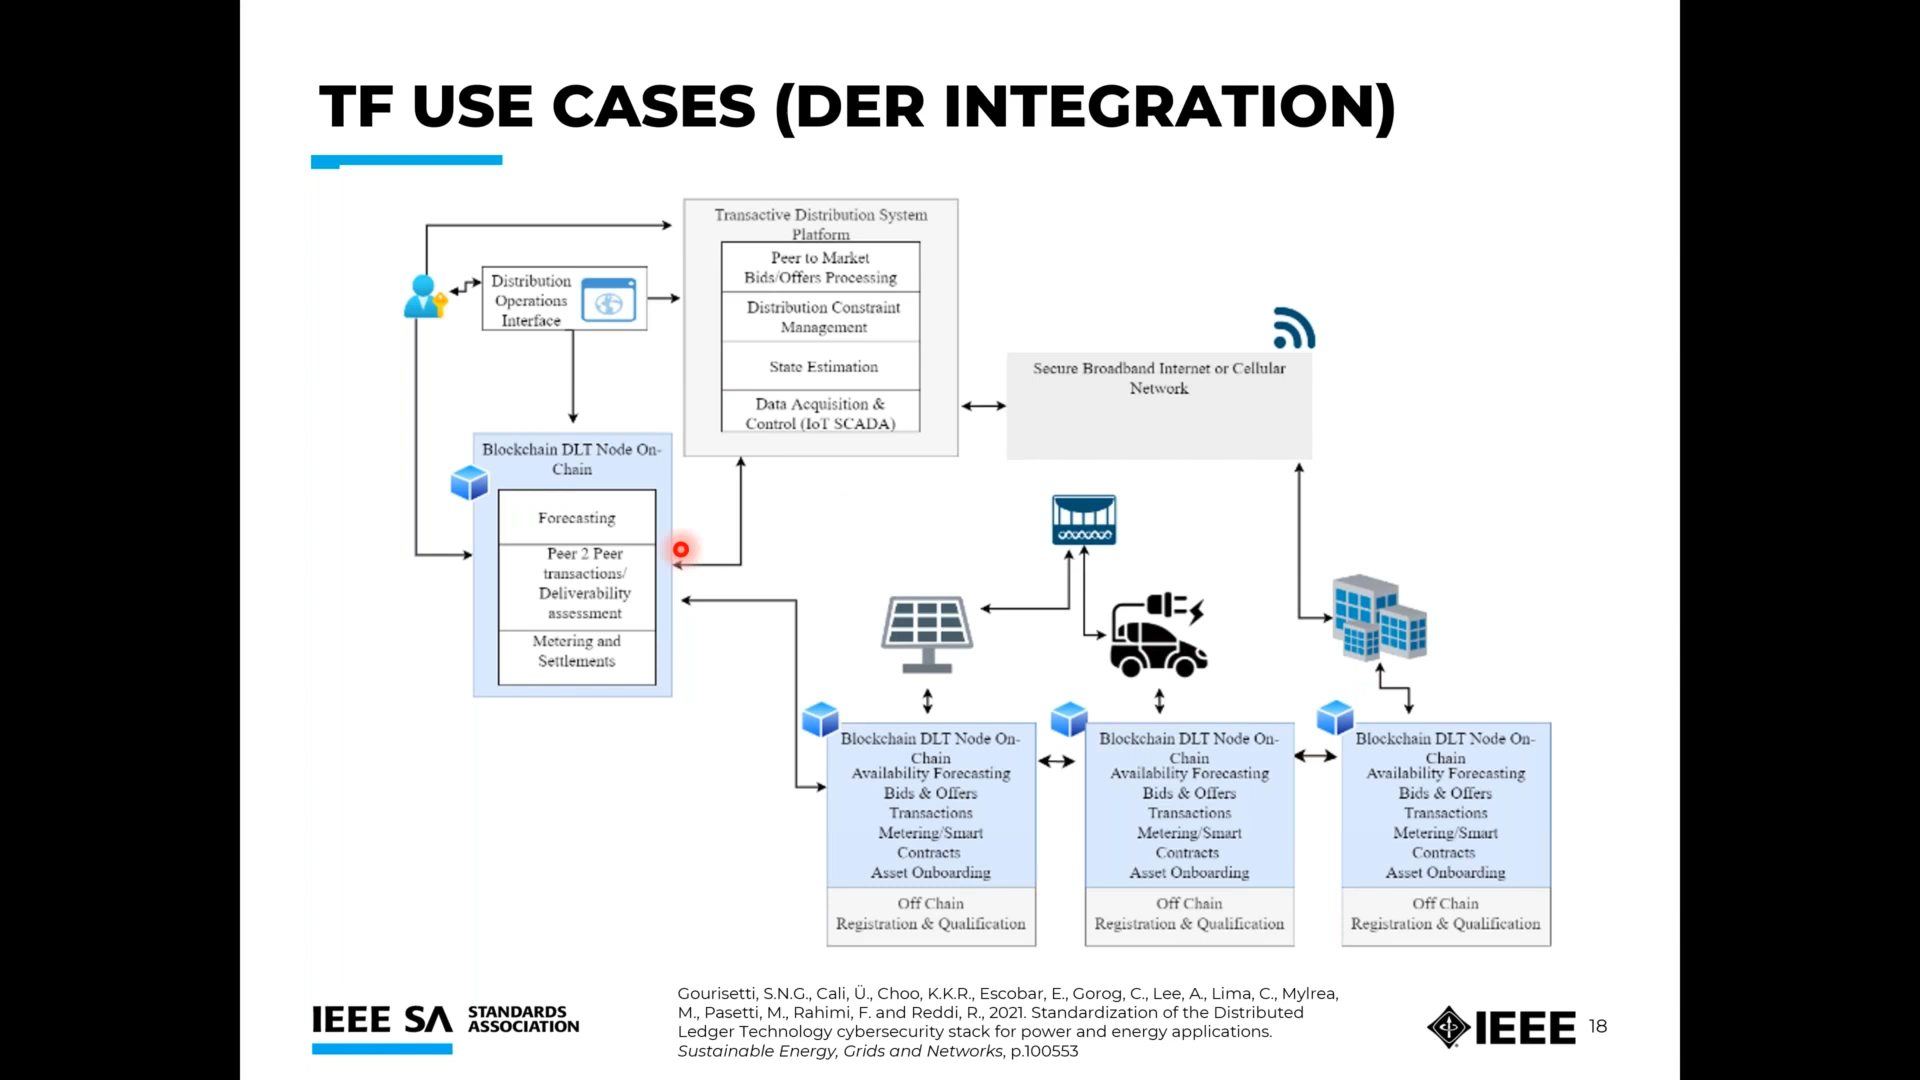 TF USE CASES (DER INTEGRATION)
Transactive Distribution System
Platform
Peer to Market
Bids/Offers Processing
Distribution Constraint
Management
State Estimation
Data Acquisition &
Control (IoT SCADA)
Distribution
Operations
Interface
Secure Broadband Internet or Cellular
Network
Blockchain DLT Node On-
Chain
Forecasting
Peer 2 Peer
transactions/
Deliverability
assessment
Metering and
Settlements
Blockchain DLT Node On-
Chain
Availability Forecasting
Bids & Offers
Transactions
Metering/Smart
Contracts
Asset Onboarding
Off Chain
Registration & Qualification
Blockchain DLT Node On-
Chain
Availability Forecasting
Bids & Offers
Transactions
Metering/Smart
Contracts
Asset Onboarding
Off Chain
Registration & Qualification
Blockchain DLT Node On-
Chain
Availability Forecasting
Bids & Offers
Transactions
Metering/Smart
Contracts
Asset Onboarding
Off Chain
Registration & Qualification
IEEE SA STANDARDS
ASSOCIATION
Gourisetti, S.N.G., Cali, Ü., Choo, K.K.R., Escobar, E., Gorog, C., Lee, A., Lima, C., Mylrea,
M., Pasetti, M., Rahimi, F. and Reddi, R., 2021. Standardization of the Distributed
Ledger Technology cybersecurity stack for power and energy applications.
Sustainable Energy, Grids and Networks, p.100553
IEEE
18